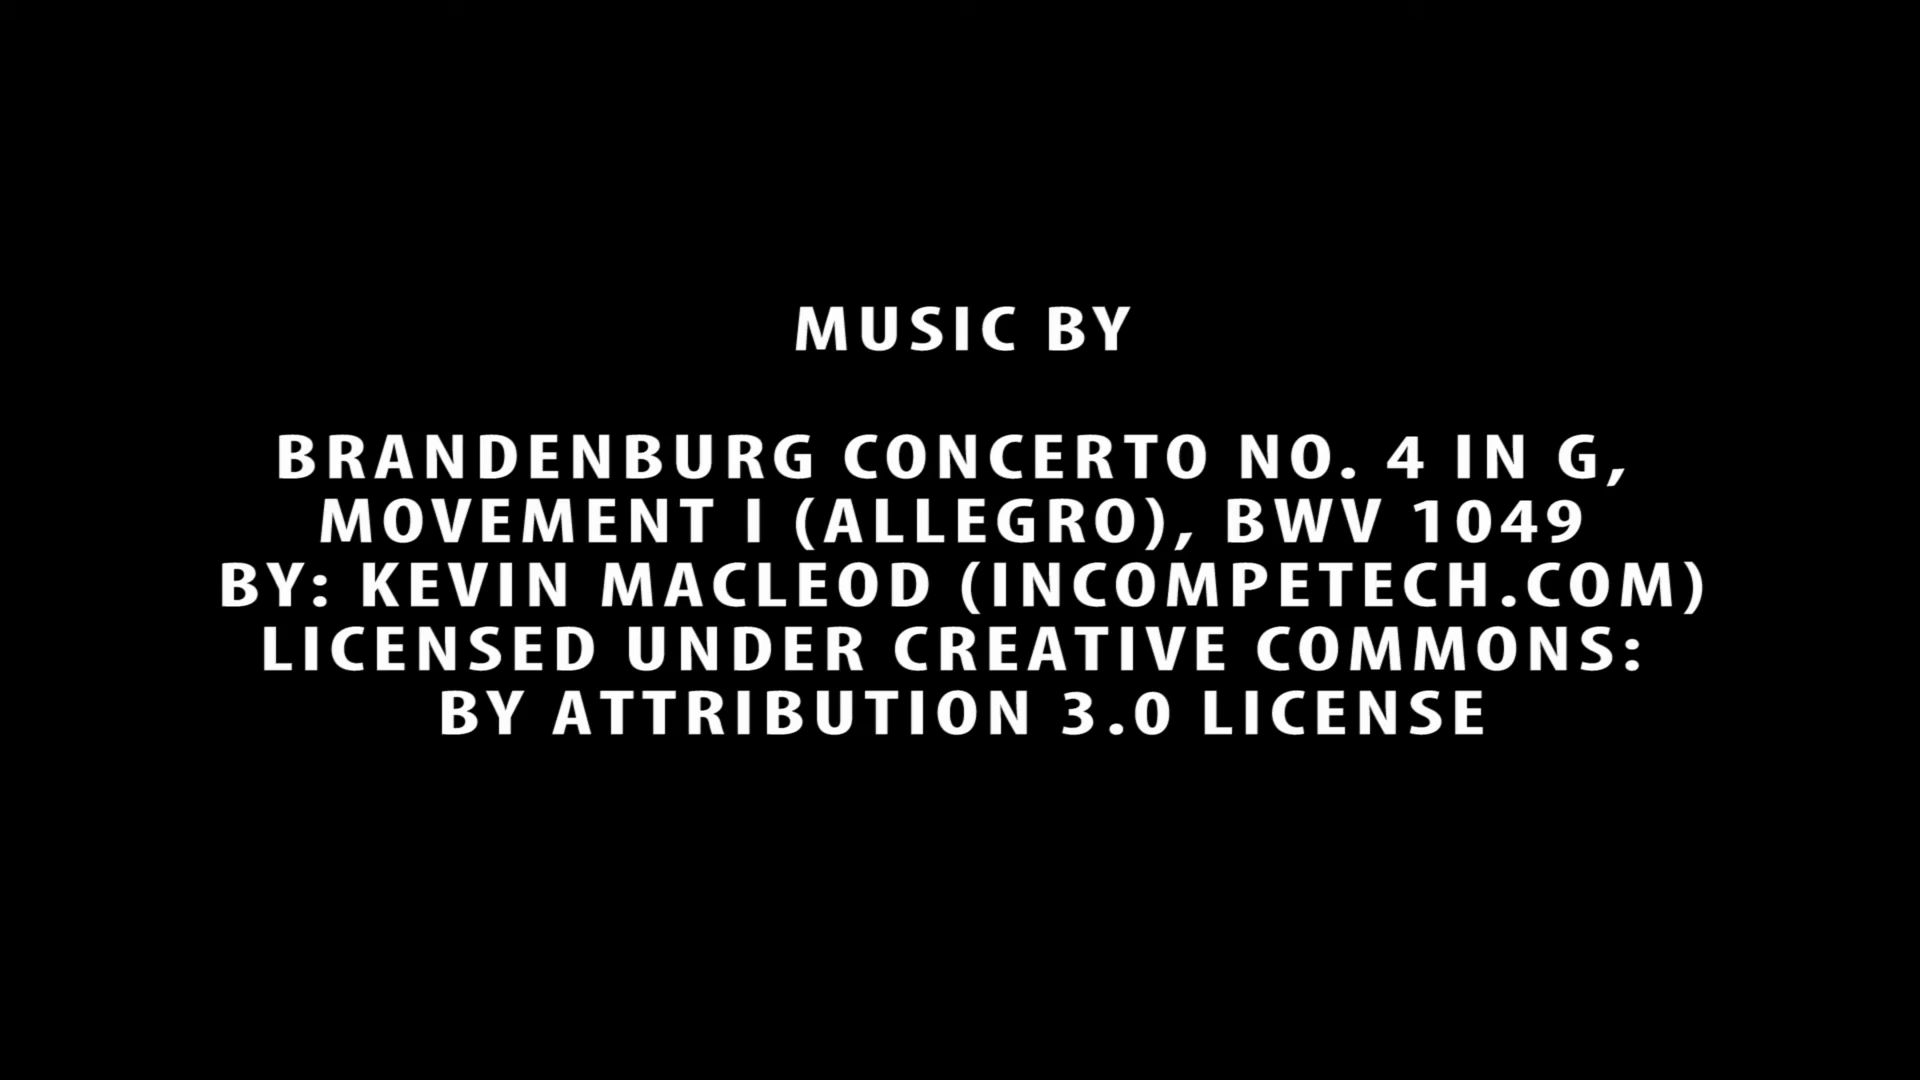 MUSIC BY
BRANDENBURG CONCERTO NO. 4 IN G,
MOVEMENT I (ALLEGRO), BWV 1049
BY: KEVIN MACLEOD (INCOMPETECH.COM)
LICENSED UNDER CREATIVE COMMONS:
BY ATTRIBUTION 3.0 LICENSE